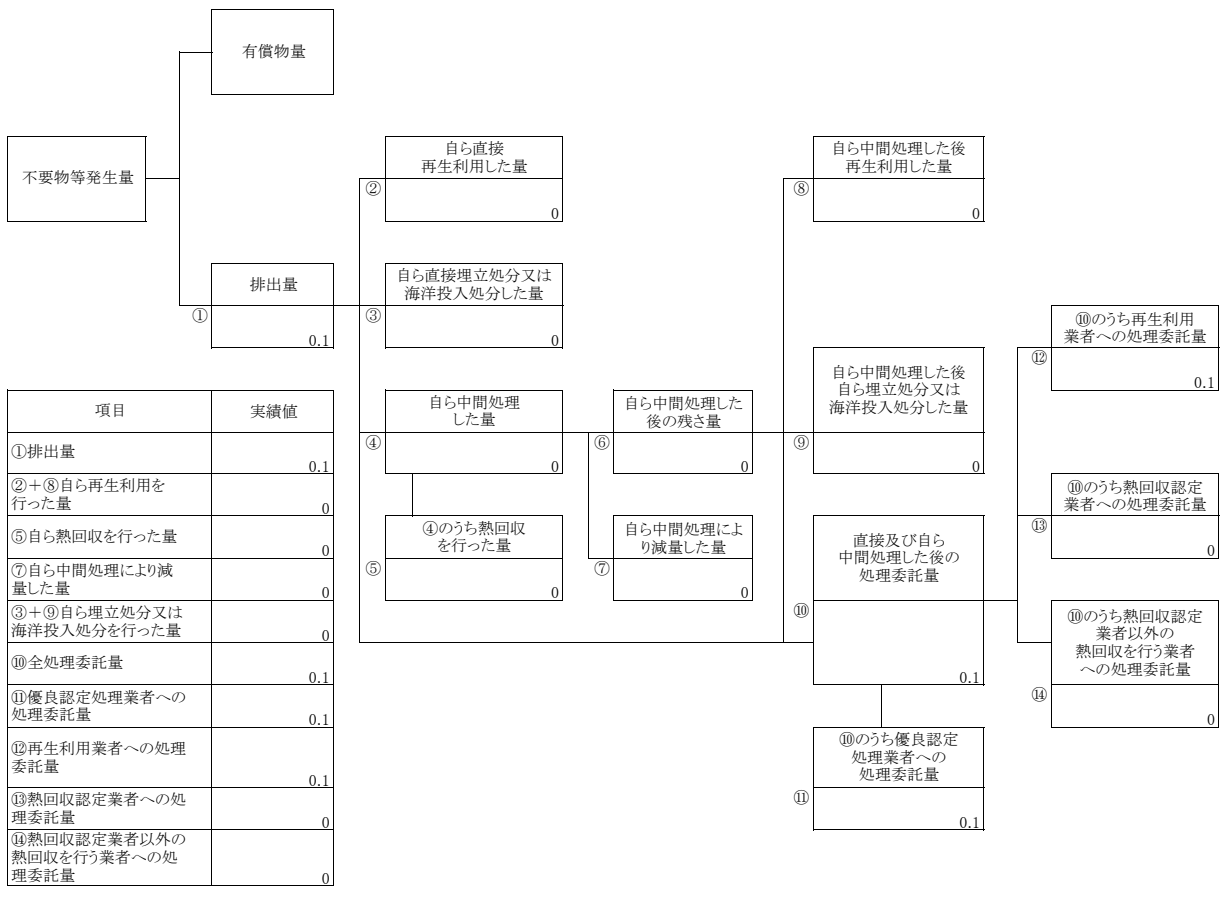 有償物量
不要物等発生量
排出量
①
0.1
自ら直接
再生利用した量
②
0
自ら直接埋立処分又は
海洋投入処分した量
③
0
自ら中間処理
した量
④
0
④のうち熱回収
を行った量
⑤
0
自ら中間処理した
後の残さ量
⑥
0
自ら中間処理によ
り減量した量
⑦
0
自ら中間処理した後
再生利用した量
⑧
0
自ら中間処理した後
自ら埋立処分又は
海洋投入処分した量
⑨
0
直接及び自ら
中間処理した後の
処理委託量
⑩
0.1
⑩のうち優良認定
処理業者への
処理委託量
⑪
0.1
⑩のうち再生利用
業者への処理委託量
⑫
0.1
⑩のうち熱回収認定
業者への処理委託量
⑬
0
⑩のうち熱回収認定
業者以外の
熱回収を行う業者
への処理委託量
⑭
0
項目 実績値
①排出量
0.1
②+⑧自ら再生利用を
行った量
0
⑤自ら熱回収を行った量
0
⑦自ら中間処理により減
量した量
0
③+⑨自ら埋立処分又は
海洋投入処分を行った量
0
⑩全処理委託量
0.1
⑪優良認定処理業者への
処理委託量
0.1
⑫再生利用業者への処理
委託量
0.1
⑬熱回収認定業者への処
理委託量
0
⑭熱回収認定業者以外の
熱回収を行う業者への処
理委託量
0